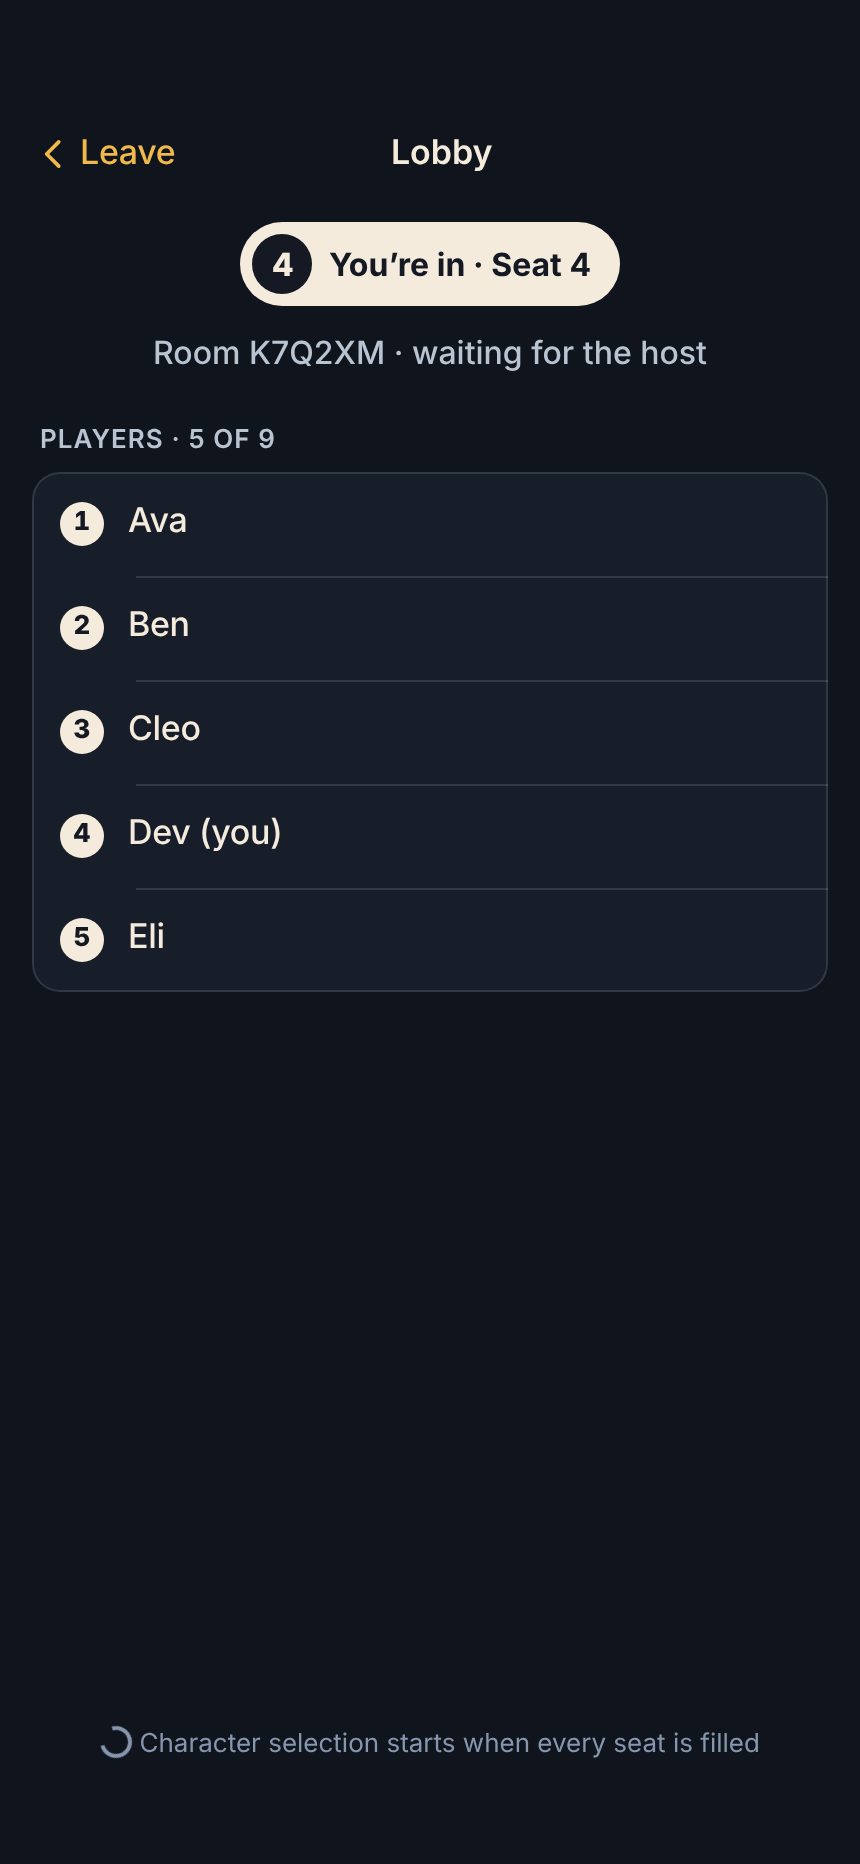 Leave
Lobby
4 You’re in · Seat 4
Room K7Q2XM · waiting for the host
PLAYERS · 5 OF 9
1 Ava
2 Ben
3 Cleo
4 Dev (you)
5 Eli
Character selection starts when every seat is filled